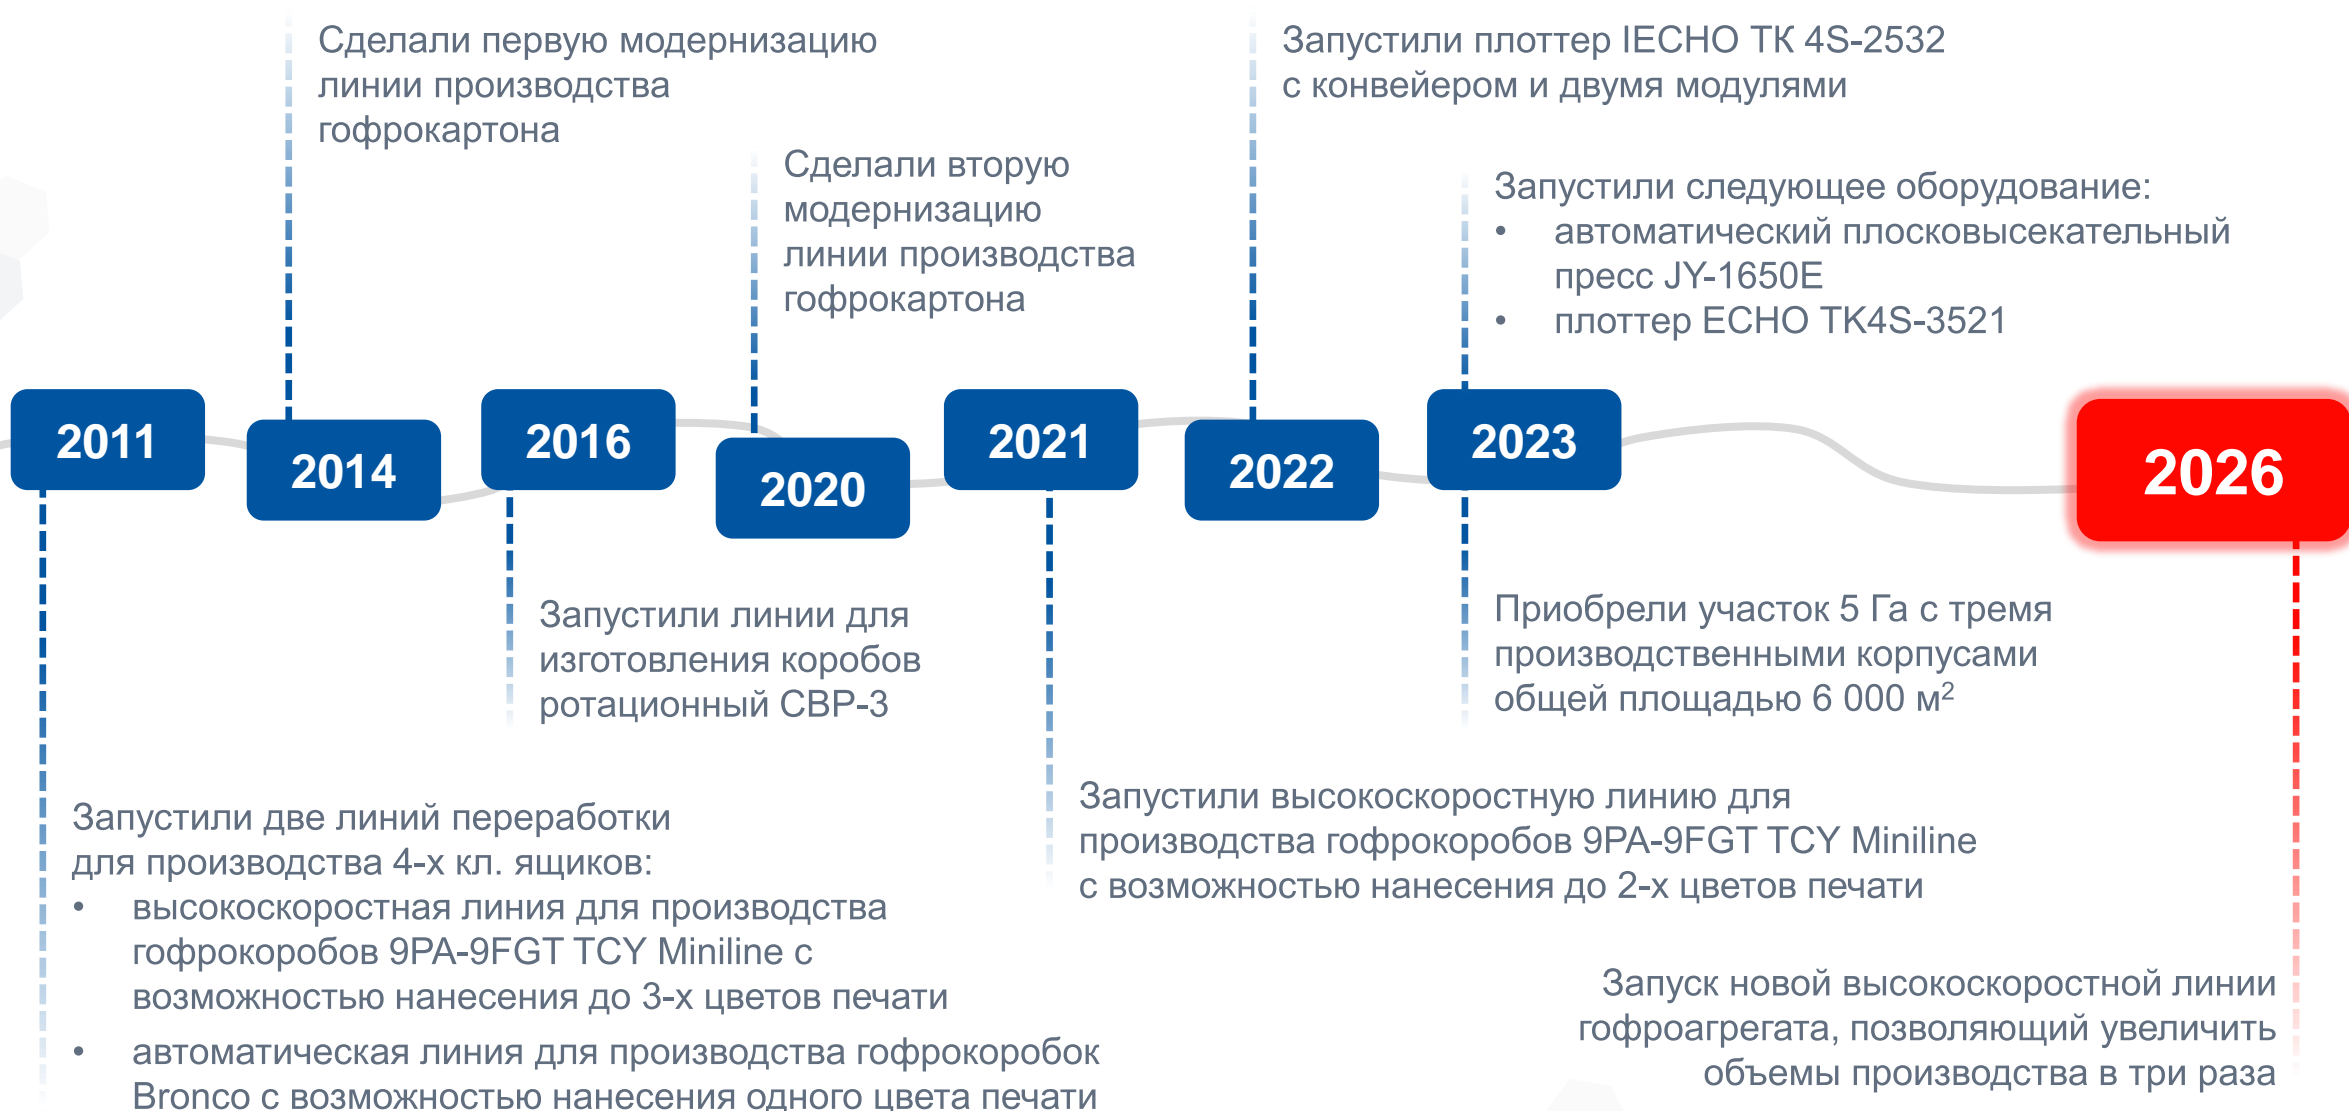 Сделали первую модернизацию
линии производства
гофрокартона
Сделали вторую
модернизацию
линии производства
гофрокартона
Запустили плоттер IECHO ТК 4S-2532
с конвейером и двумя модулями
Запустили следующее оборудование:
• автоматический плосковысекательный
пресс JY-1650E
• плоттер ECHO TK4S-3521
2011
2014
2016
2020
2021
2022
2023
2026
Запустили две линий переработки
для производства 4-х кл. ящиков:
• высокоскоростная линия для производства
гофрокоробов 9PA-9FGT TCY Miniline с
возможностью нанесения до 3-х цветов печати
• автоматическая линия для производства гофрокоробок
Bronco с возможностью нанесения одного цвета печати
Запустили линии для
изготовления коробов
ротационный СВР-3
Запустили высокоскоростную линию для
производства гофрокоробов 9PA-9FGT TCY Miniline
с возможностью нанесения до 2-х цветов печати
Приобрели участок 5 Га с тремя
производственными корпусами
общей площадью 6 000 м²
Запуск новой высокоскоростной линии
гофроагрегата, позволяющий увеличить
объемы производства в три раза